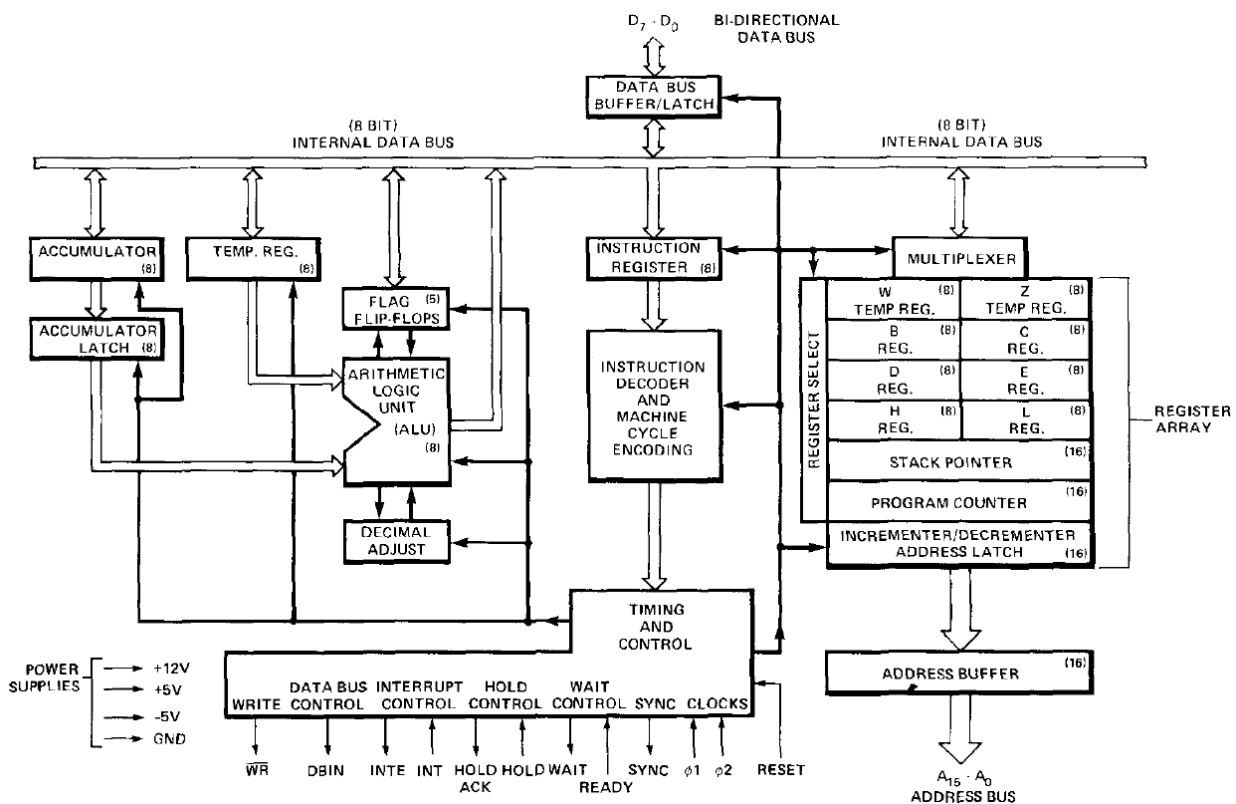 D7 - D0
BI-DIRECTIONAL
DATA BUS
DATA BUS
BUFFER/LATCH
(8 BIT)
INTERNAL DATA BUS
(8 BIT)
INTERNAL DATA BUS
ACCUMULATOR
(8)
TEMP. REG.
(8)
INSTRUCTION
REGISTER (8)
MULTIPLEXER
ACCUMULATOR
LATCH (8)
FLAG (5)
FLIP-FLOPS
ARITHMETIC
LOGIC
UNIT
(ALU)
(8)
DECIMAL
ADJUST
INSTRUCTION
DECODER
AND
MACHINE
CYCLE
ENCODING
REGISTER SELECT
W (8)
TEMP REG.
Z (8)
TEMP REG.
B (8)
REG.
C (8)
REG.
D (8)
REG.
E (8)
REG.
H (8)
REG.
L (8)
REG.
STACK POINTER (16)
PROGRAM COUNTER (16)
INCREMENTER/DECREMENTER
ADDRESS LATCH (16)
REGISTER
ARRAY
TIMING
AND
CONTROL
POWER
SUPPLIES
+12V
+5V
-5V
GND
WRITE
DATA BUS
CONTROL
INTERRUPT
CONTROL
HOLD
CONTROL
WAIT
CONTROL
SYNC
CLOCKS
ADDRESS BUFFER (16)
W̅R̅
DBIN
INTE
INT
HOLD
ACK
HOLD
WAIT
READY
SYNC
ϕ1
ϕ2
RESET
A15 - A0
ADDRESS BUS